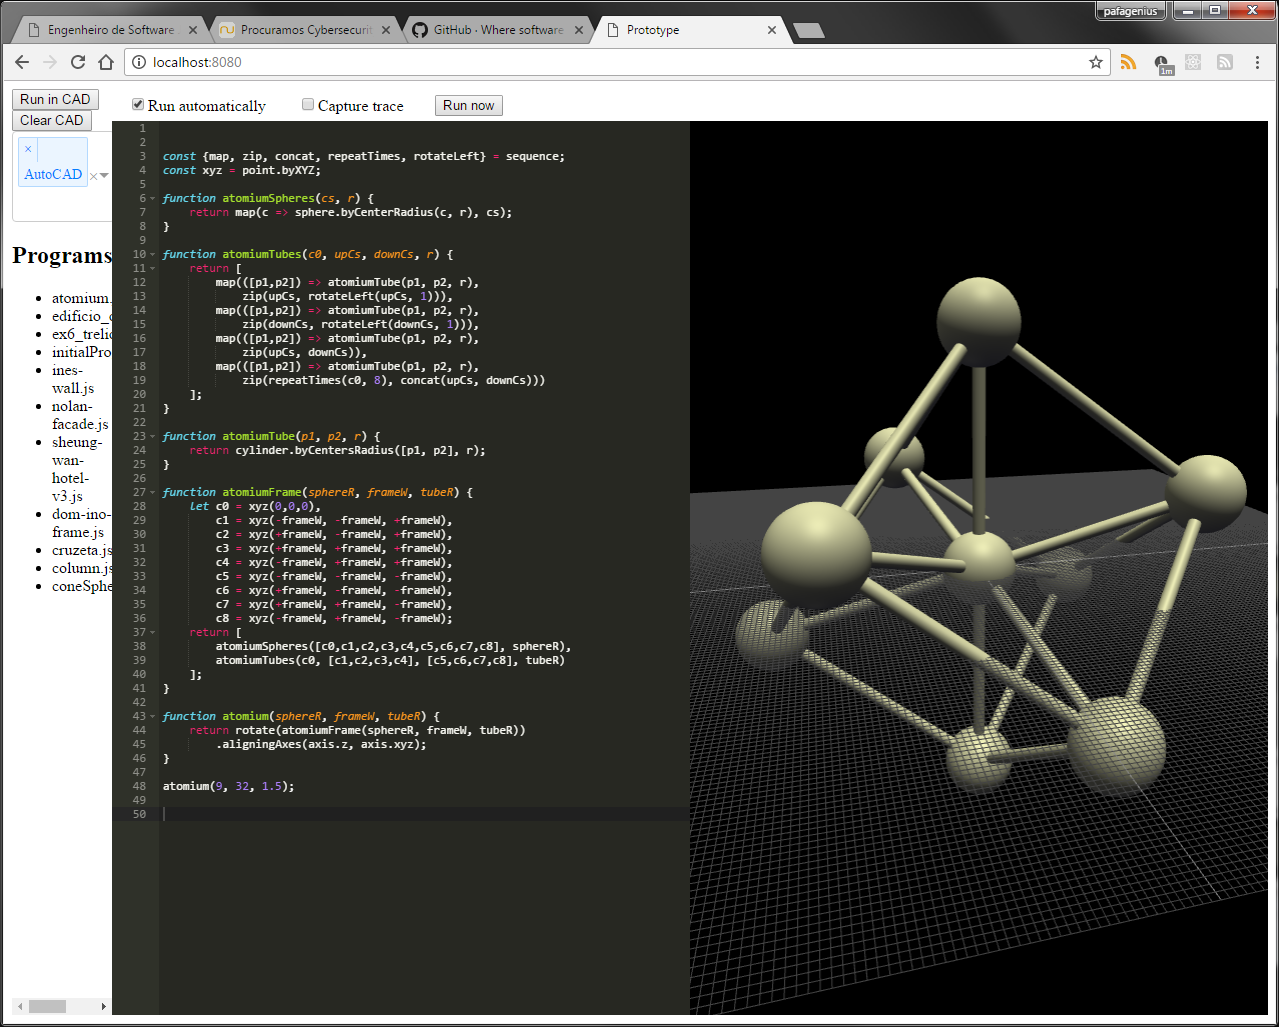 pafagenius
Engenheiro de Software
Procuramos Cybersecurit
GitHub · Where software
Prototype
localhost:8080
1m
Run in CAD
Clear CAD
× AutoCAD ×
Programs
atomium.
edificio_
ex6_treli
initialPro
ines-
wall.js
nolan-
facade.js
sheung-
wan-
hotel-
v3.js
dom-ino-
frame.js
cruzeta.js
column.js
coneSphe
Run automatically
Capture trace
Run now
1
2
3 const {map, zip, concat, repeatTimes, rotateLeft} = sequence;
4 const xyz = point.byXYZ;
5
6 function atomiumSpheres(cs, r) {
7     return map(c => sphere.byCenterRadius(c, r), cs);
8 }
9
10 function atomiumTubes(c0, upCs, downCs, r) {
11     return [
12         map(([p1,p2]) => atomiumTube(p1, p2, r),
13             zip(upCs, rotateLeft(upCs, 1))),
14         map(([p1,p2]) => atomiumTube(p1, p2, r),
15             zip(downCs, rotateLeft(downCs, 1))),
16         map(([p1,p2]) => atomiumTube(p1, p2, r),
17             zip(upCs, downCs)),
18         map(([p1,p2]) => atomiumTube(p1, p2, r),
19             zip(repeatTimes(c0, 8), concat(upCs, downCs)))
20     ];
21 }
22
23 function atomiumTube(p1, p2, r) {
24     return cylinder.byCentersRadius([p1, p2], r);
25 }
26
27 function atomiumFrame(sphereR, frameW, tubeR) {
28     let c0 = xyz(0,0,0),
29         c1 = xyz(-frameW, -frameW, +frameW),
30         c2 = xyz(+frameW, -frameW, +frameW),
31         c3 = xyz(+frameW, +frameW, +frameW),
32         c4 = xyz(-frameW, +frameW, +frameW),
33         c5 = xyz(-frameW, -frameW, -frameW),
34         c6 = xyz(+frameW, -frameW, -frameW),
35         c7 = xyz(+frameW, +frameW, -frameW),
36         c8 = xyz(-frameW, +frameW, -frameW);
37     return [
38         atomiumSpheres([c0,c1,c2,c3,c4,c5,c6,c7,c8], sphereR),
39         atomiumTubes(c0, [c1,c2,c3,c4], [c5,c6,c7,c8], tubeR)
40     ];
41 }
42
43 function atomium(sphereR, frameW, tubeR) {
44     return rotate(atomiumFrame(sphereR, frameW, tubeR))
45         .aligningAxes(axis.z, axis.xyz);
46 }
47
48 atomium(9, 32, 1.5);
49
50